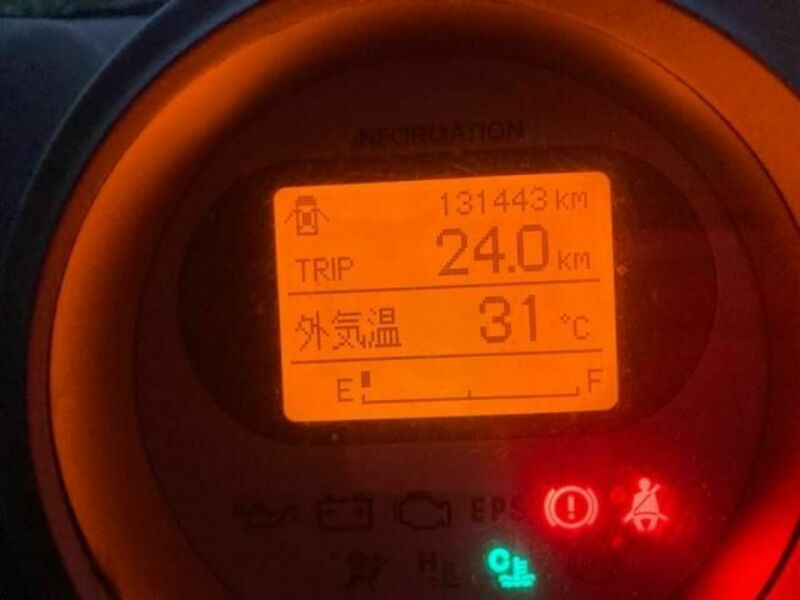 INFORMATION
131443 km
TRIP 24.0 km
外気温 31 °C
E F
EPS
H C